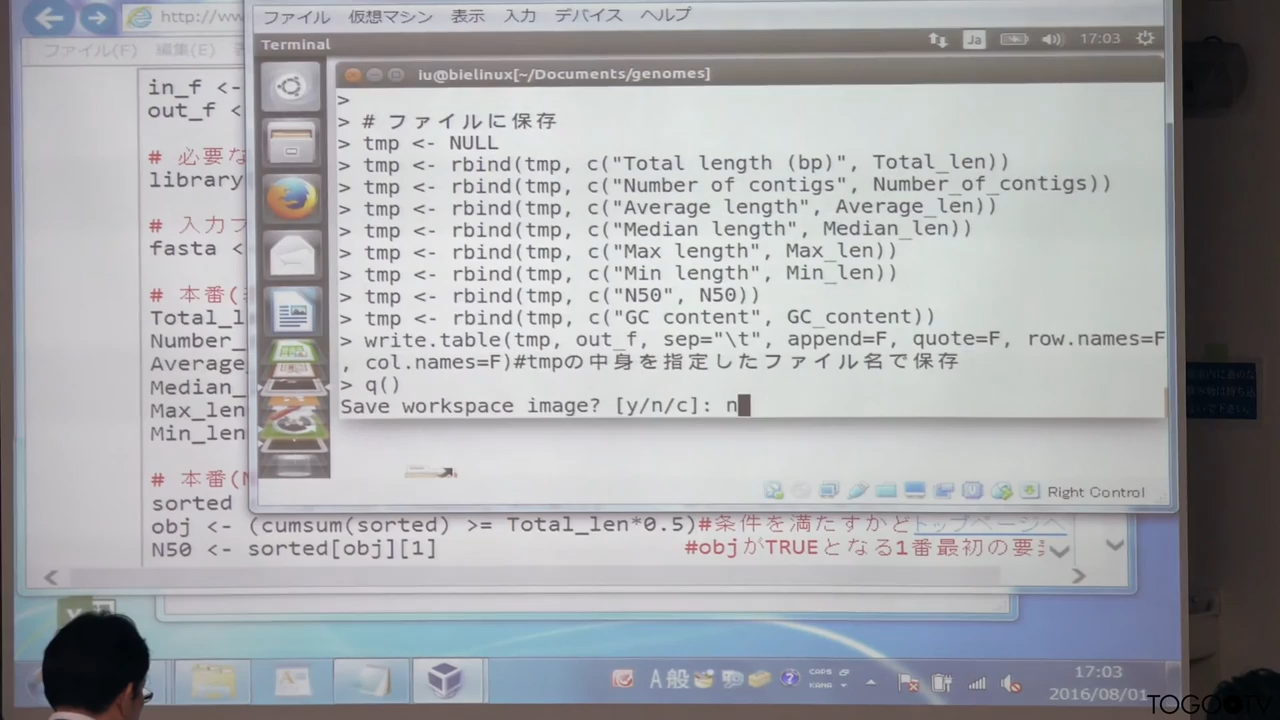 http://ww
ファイル(F) 編集(E)
in_f <-
out_f <
# 必要な
library
# 入力フ
fasta <
# 本番(
Total_l
Number_
Average
Median_
Max_len
Min_len
# 本番(N
sorted
obj <- (cumsum(sorted) >= Total_len*0.5)#条件を満たすかど
トップページへ
N50 <- sorted[obj][1] #objがTRUEとなる1番最初の要
ファイル 仮想マシン 表示 入力 デバイス ヘルプ
Terminal
Ja 17:03
iu@bielinux[~/Documents/genomes]
>
> # ファイルに保存
> tmp <- NULL
> tmp <- rbind(tmp, c("Total length (bp)", Total_len))
> tmp <- rbind(tmp, c("Number of contigs", Number_of_contigs))
> tmp <- rbind(tmp, c("Average length", Average_len))
> tmp <- rbind(tmp, c("Median length", Median_len))
> tmp <- rbind(tmp, c("Max length", Max_len))
> tmp <- rbind(tmp, c("Min length", Min_len))
> tmp <- rbind(tmp, c("N50", N50))
> tmp <- rbind(tmp, c("GC content", GC_content))
> write.table(tmp, out_f, sep="\t", append=F, quote=F, row.names=F
, col.names=F)#tmpの中身を指定したファイル名で保存
> q()
Save workspace image? [y/n/c]: n
Right Control
A般
CAPS
KANA
17:03
2016/08/01
TOGOTV